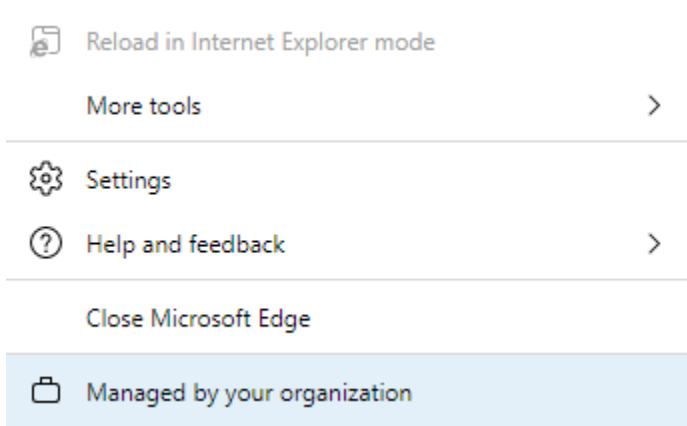 Reload in Internet Explorer mode
More tools
Settings
Help and feedback
Close Microsoft Edge
Managed by your organization